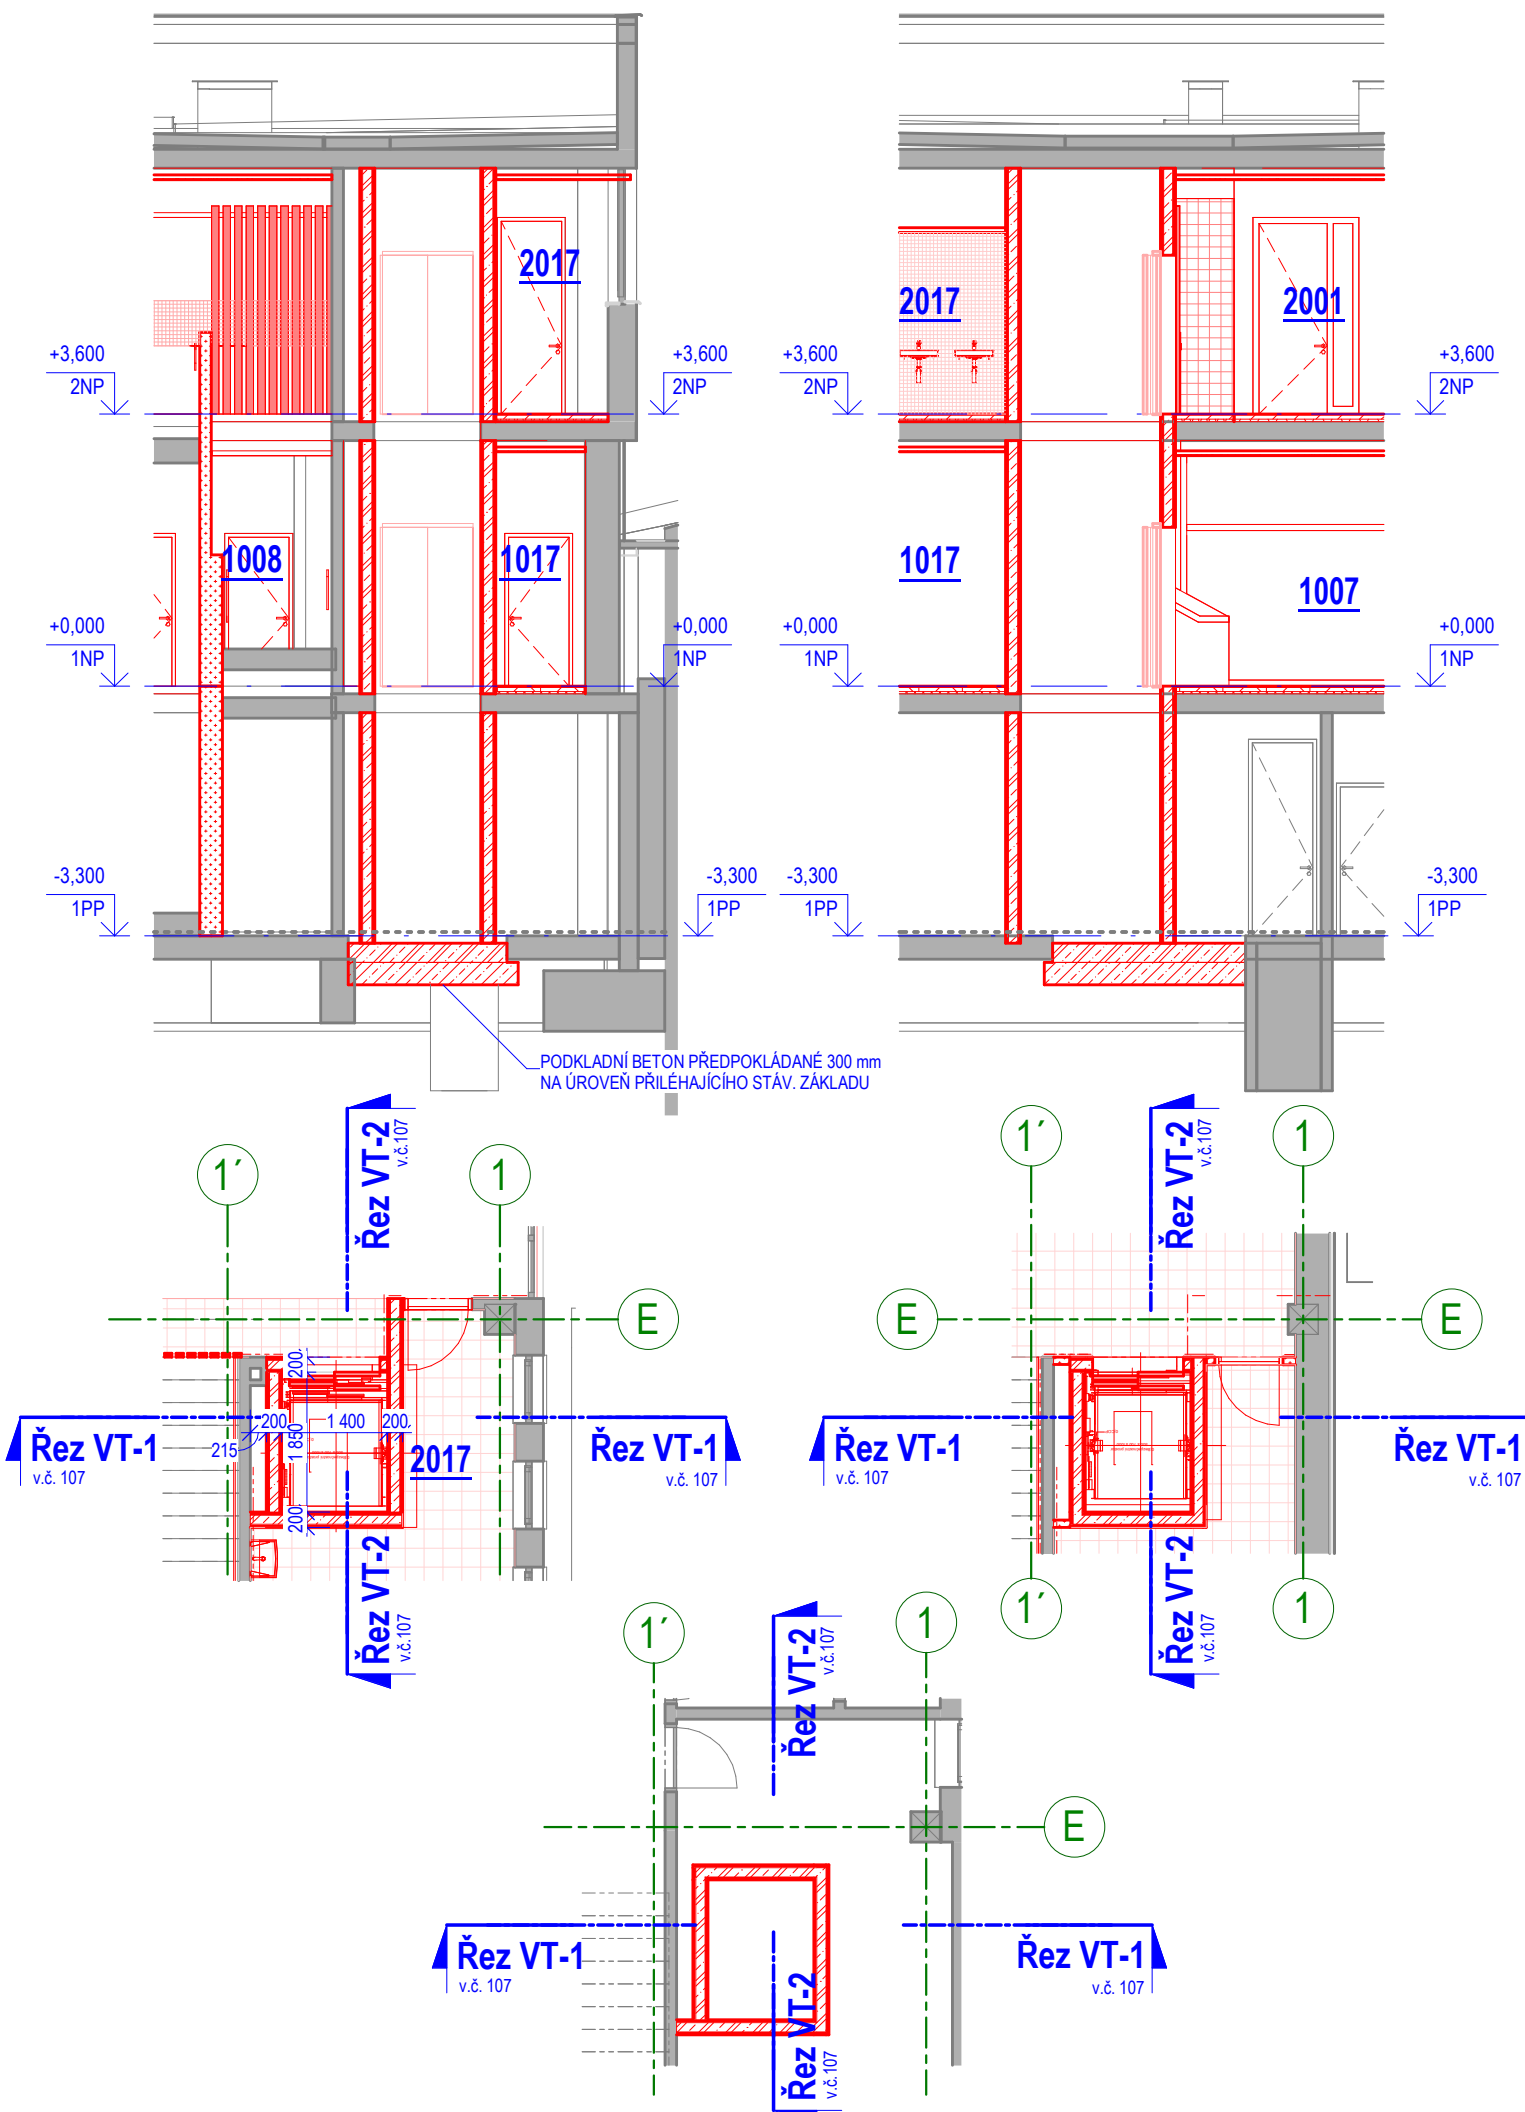 2017
2017
2001
+3,600
2NP
+3,600
2NP
+3,600
2NP
+3,600
2NP
1008
1017
1017
1007
+0,000
1NP
+0,000
1NP
+0,000
1NP
+0,000
1NP
-3,300
1PP
-3,300
1PP
-3,300
1PP
-3,300
1PP
PODKLADNÍ BETON PŘEDPOKLÁDANÉ 300 mm
NA ÚROVEŇ PŘILÉHAJÍCÍHO STÁV. ZÁKLADU
Řez VT-2
v.č.107
1´
1
Řez VT-2
v.č.107
1´
1
E
E
E
200
200
1 400
200
215
1 850
200
2017
Řez VT-1
v.č. 107
Řez VT-1
v.č. 107
Řez VT-1
v.č. 107
Řez VT-1
v.č. 107
Řez VT-2
v.č.107
Řez VT-2
v.č.107
1´
1
1´
1
Řez VT-2
v.č.107
E
Řez VT-1
v.č. 107
Řez VT-1
v.č. 107
Řez VT-2
v.č.107